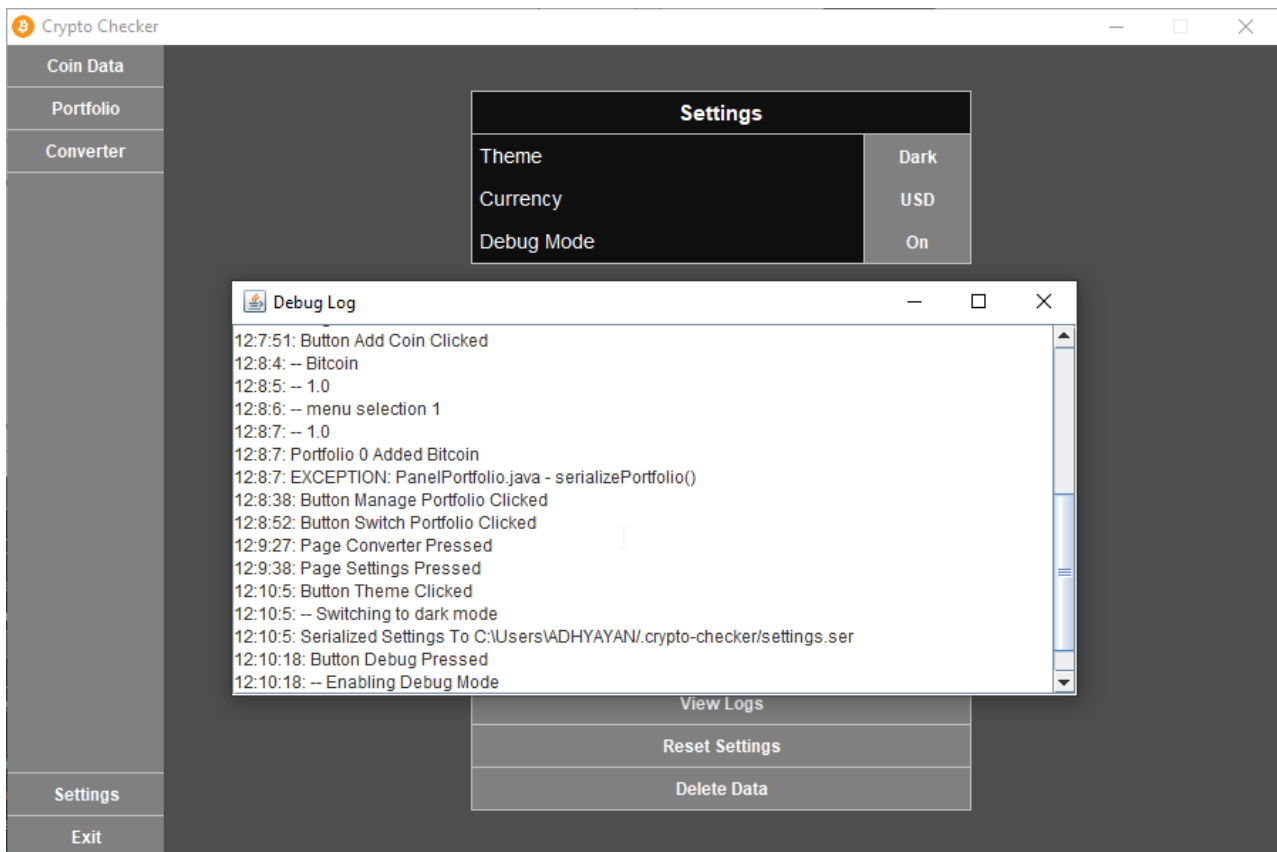 Crypto Checker
Coin Data
Portfolio
Converter
Settings
Theme Dark
Currency USD
Debug Mode On
Debug Log
12:7:51: Button Add Coin Clicked
12:8:4: -- Bitcoin
12:8:5: -- 1.0
12:8:6: -- menu selection 1
12:8:7: -- 1.0
12:8:7: Portfolio 0 Added Bitcoin
12:8:7: EXCEPTION: PanelPortfolio.java - serializePortfolio()
12:8:38: Button Manage Portfolio Clicked
12:8:52: Button Switch Portfolio Clicked
12:9:27: Page Converter Pressed
12:9:38: Page Settings Pressed
12:10:5: Button Theme Clicked
12:10:5: -- Switching to dark mode
12:10:5: Serialized Settings To C:\Users\ADHYAYAN/.crypto-checker/settings.ser
12:10:18: Button Debug Pressed
12:10:18: -- Enabling Debug Mode
View Logs
Reset Settings
Delete Data
Settings
Exit